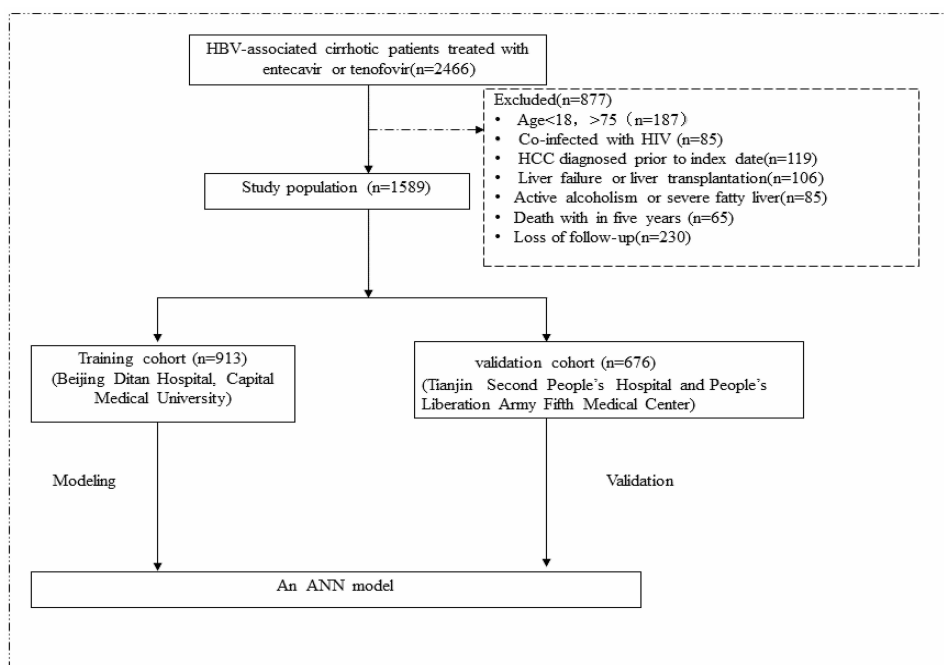 HBV-associated cirrhotic patients treated with
entecavir or tenofovir(n=2466)
Excluded(n=877)
• Age<18, >75 (n=187)
• Co-infected with HIV (n=85)
• HCC diagnosed prior to index date(n=119)
• Liver failure or liver transplantation(n=106)
• Active alcoholism or severe fatty liver(n=85)
• Death with in five years (n=65)
• Loss of follow-up(n=230)
Study population (n=1589)
Training cohort (n=913)
(Beijing Ditan Hospital, Capital
Medical University)
validation cohort (n=676)
(Tianjin Second People's Hospital and People's
Liberation Army Fifth Medical Center)
Modeling
Validation
An ANN model